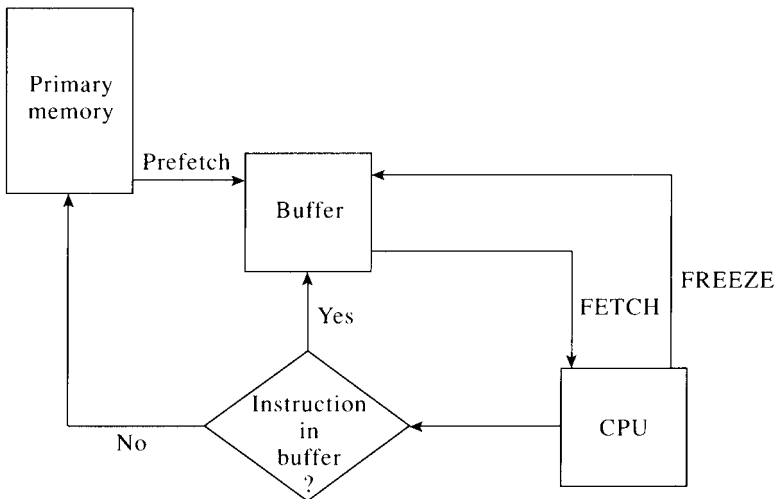 Primary
memory
Prefetch
Buffer
FREEZE
Yes
FETCH
Instruction
in
buffer
?
No
CPU